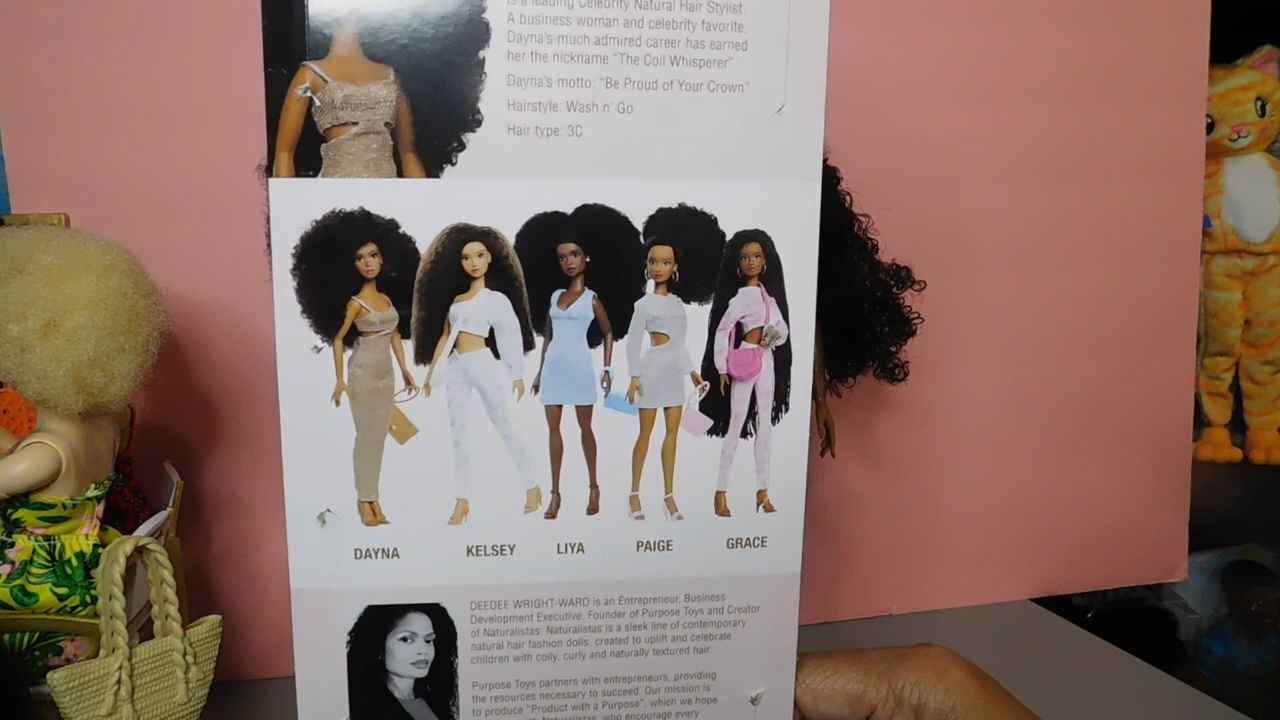 is a leading Celebrity Natural Hair Stylist.
A business woman and celebrity favorite,
Dayna's much admired career has earned
her the nickname "The Coil Whisperer"
Dayna's motto: "Be Proud of Your Crown"
Hairstyle: Wash n' Go
Hair type: 3C
DAYNA KELSEY LIYA PAIGE GRACE
DEEDEE WRIGHT-WARD is an Entrepreneur, Business
Development Executive, Founder of Purpose Toys and Creator
of Naturalistas. Naturalistas is a sleek line of contemporary
natural hair fashion dolls, created to uplift and celebrate
children with coily, curly and naturally textured hair.
Purpose Toys partners with entrepreneurs, providing
the resources necessary to succeed. Our mission is
to produce "Product with a Purpose", which we hope
Naturalistas who encourage every